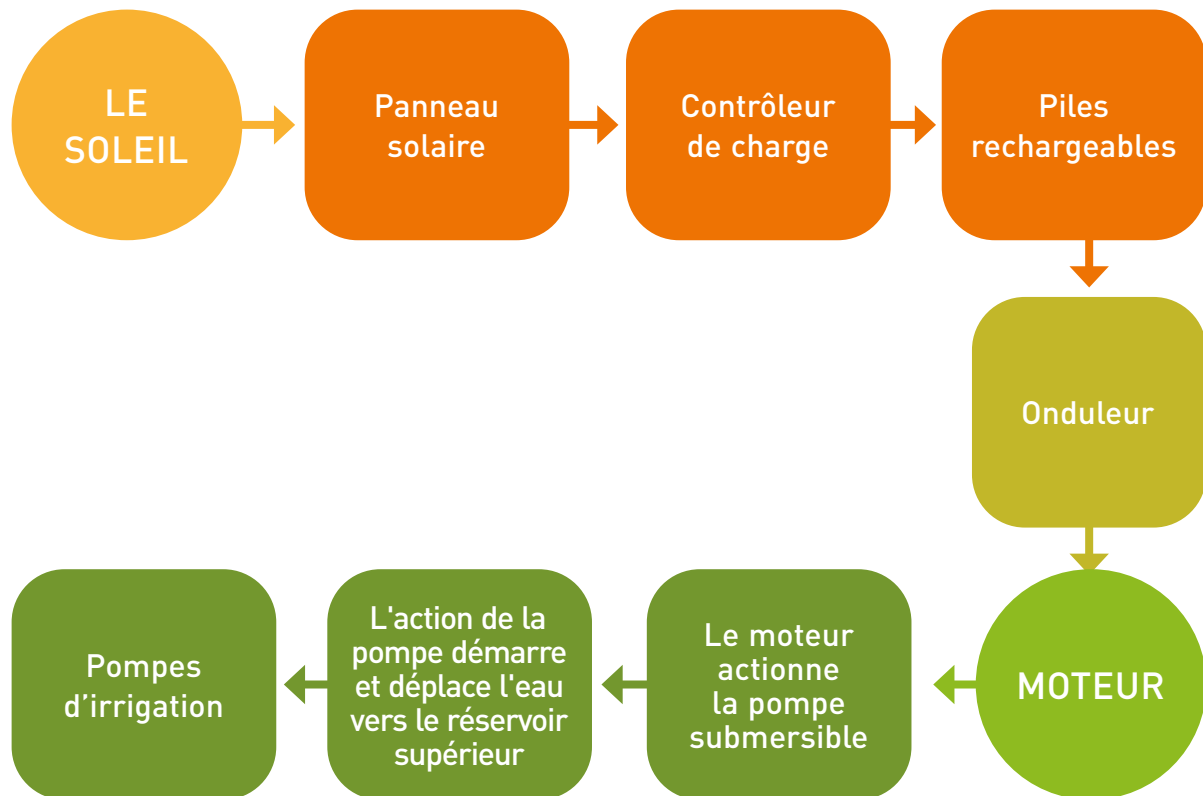 LE
SOLEIL
Panneau
solaire
Contrôleur
de charge
Piles
rechargeables
Onduleur
MOTEUR
Le moteur
actionne
la pompe
submersible
L'action de la
pompe démarre
et déplace l'eau
vers le réservoir
supérieur
Pompes
d’irrigation